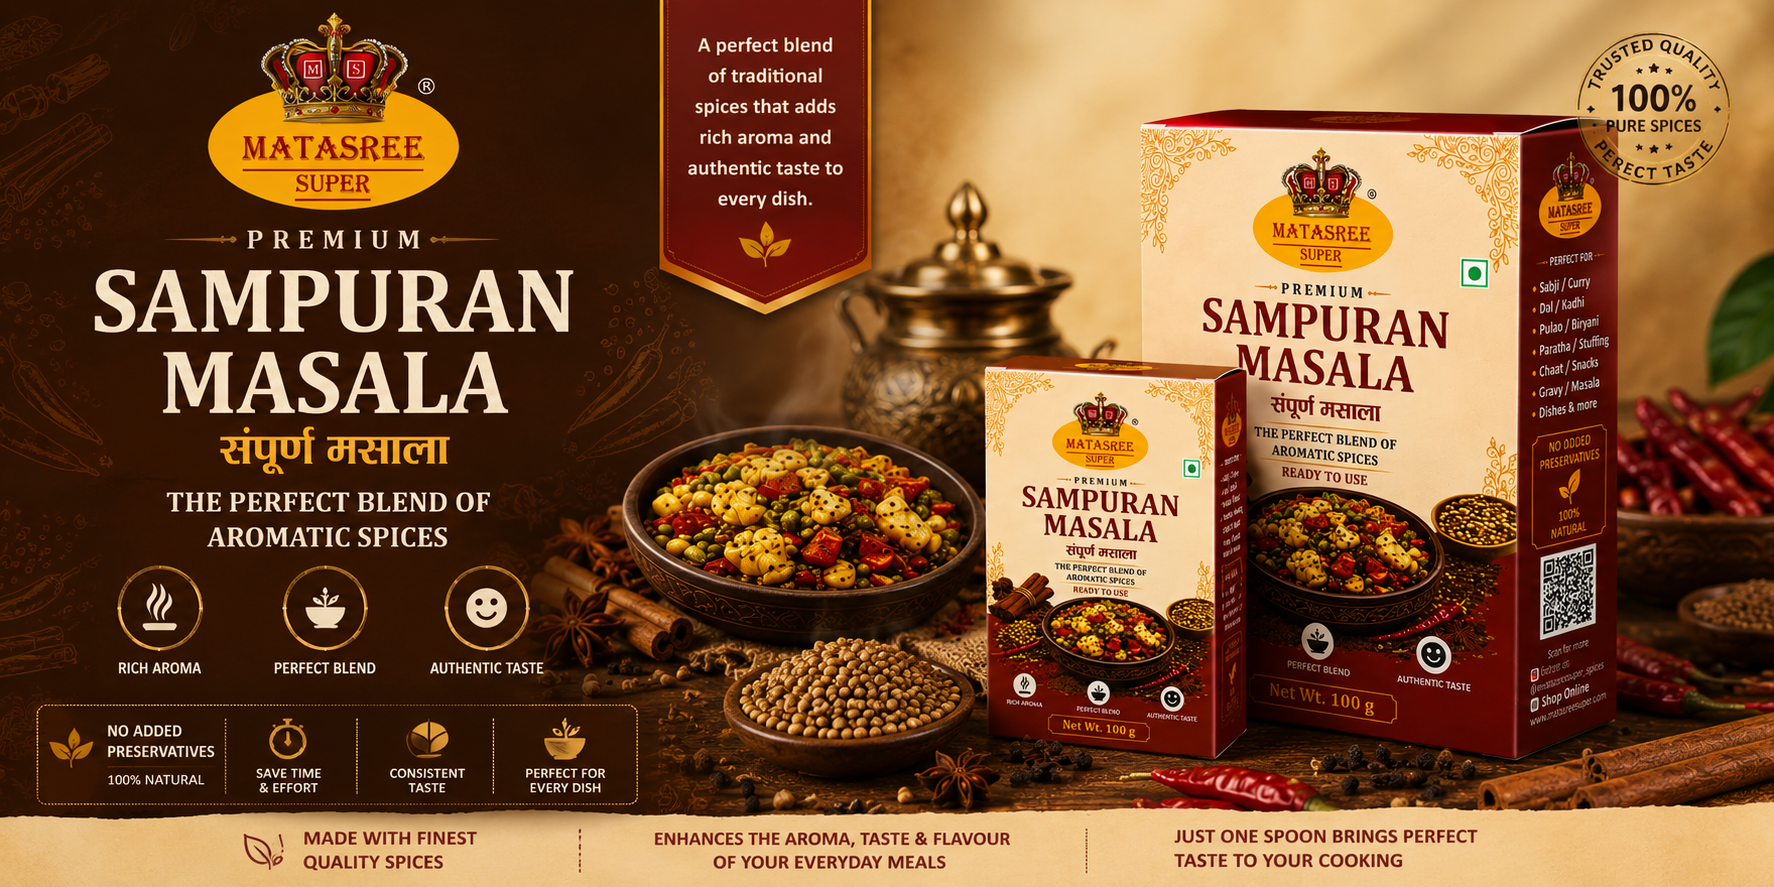 M S
®
MATASREE
SUPER
PREMIUM
SAMPURAN
MASALA
संपूर्ण मसाला
THE PERFECT BLEND OF
AROMATIC SPICES
RICH AROMA
PERFECT BLEND
AUTHENTIC TASTE
NO ADDED
PRESERVATIVES
100% NATURAL
SAVE TIME
& EFFORT
CONSISTENT
TASTE
PERFECT FOR
EVERY DISH
A perfect blend
of traditional
spices that adds
rich aroma and
authentic taste to
every dish.
TRUSTED QUALITY
100%
PURE SPICES
PERECT TASTE
MATASREE
SUPER
PREMIUM
SAMPURAN
MASALA
संपूर्ण मसाला
THE PERFECT BLEND OF
AROMATIC SPICES
READY TO USE
RICH AROMA
PERFECT BLEND
AUTHENTIC TASTE
Net Wt. 100 g
®
MATASREE
SUPER
PREMIUM
SAMPURAN
MASALA
संपूर्ण मसाला
THE PERFECT BLEND OF
AROMATIC SPICES
READY TO USE
PERFECT BLEND
AUTHENTIC TASTE
Net Wt. 100 g
MATASREE
SUPER
PERFECT FOR
• Sabji / Curry
• Dal / Kadhi
• Pulao / Biryani
• Paratha / Stuffing
• Chaat / Snacks
• Gravy / Masala
• Dishes & more
NO ADDED
PRESERVATIVES
100%
NATURAL
Scan for more
Shop Online
MADE WITH FINEST
QUALITY SPICES
ENHANCES THE AROMA, TASTE & FLAVOUR
OF YOUR EVERYDAY MEALS
JUST ONE SPOON BRINGS PERFECT
TASTE TO YOUR COOKING